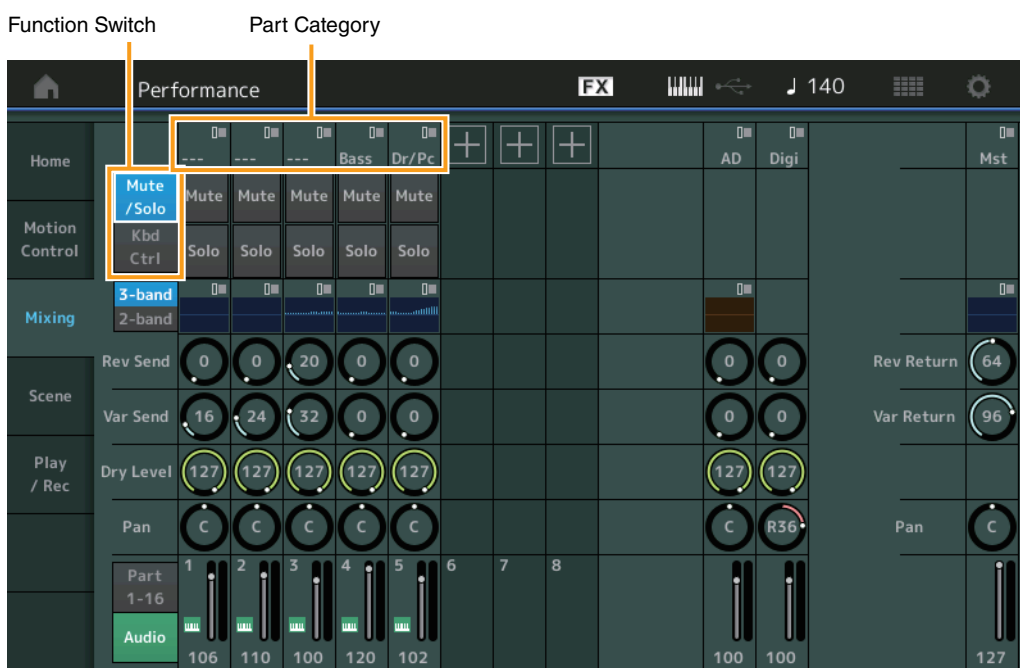 Function Switch Part Category
Performance FX 140
Home --- --- --- Bass Dr/Pc AD Digi Mst
Mute /Solo Mute Mute Mute Mute Mute
Motion Control Kbd Ctrl Solo Solo Solo Solo Solo
Mixing 3-band 2-band
Rev Send 0 0 20 0 0 0 0 Rev Return 64
Scene Var Send 16 24 32 0 0 0 0 Var Return 96
Play / Rec Dry Level 127 127 127 127 127 127 127
Pan C C C C C C R36 Pan C
Part 1-16 1 2 3 4 5 6 7 8
Audio 106 110 100 120 102 100 100 127